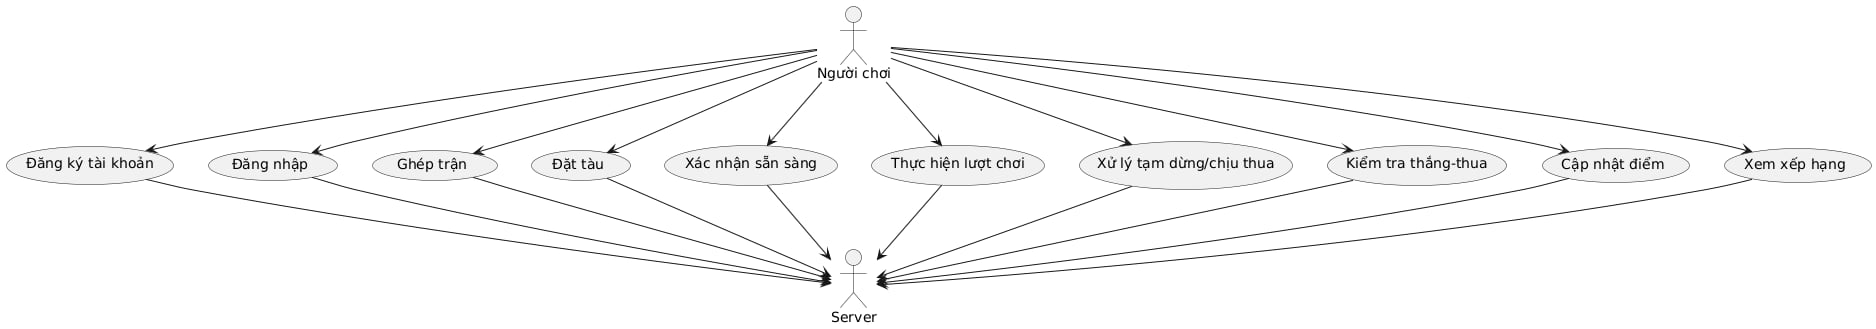 Người chơi
Đăng ký tài khoản
Đăng nhập
Ghép trận
Đặt tàu
Xác nhận sẵn sàng
Thực hiện lượt chơi
Xử lý tạm dừng/chịu thua
Kiểm tra thắng-thua
Cập nhật điểm
Xem xếp hạng
Server